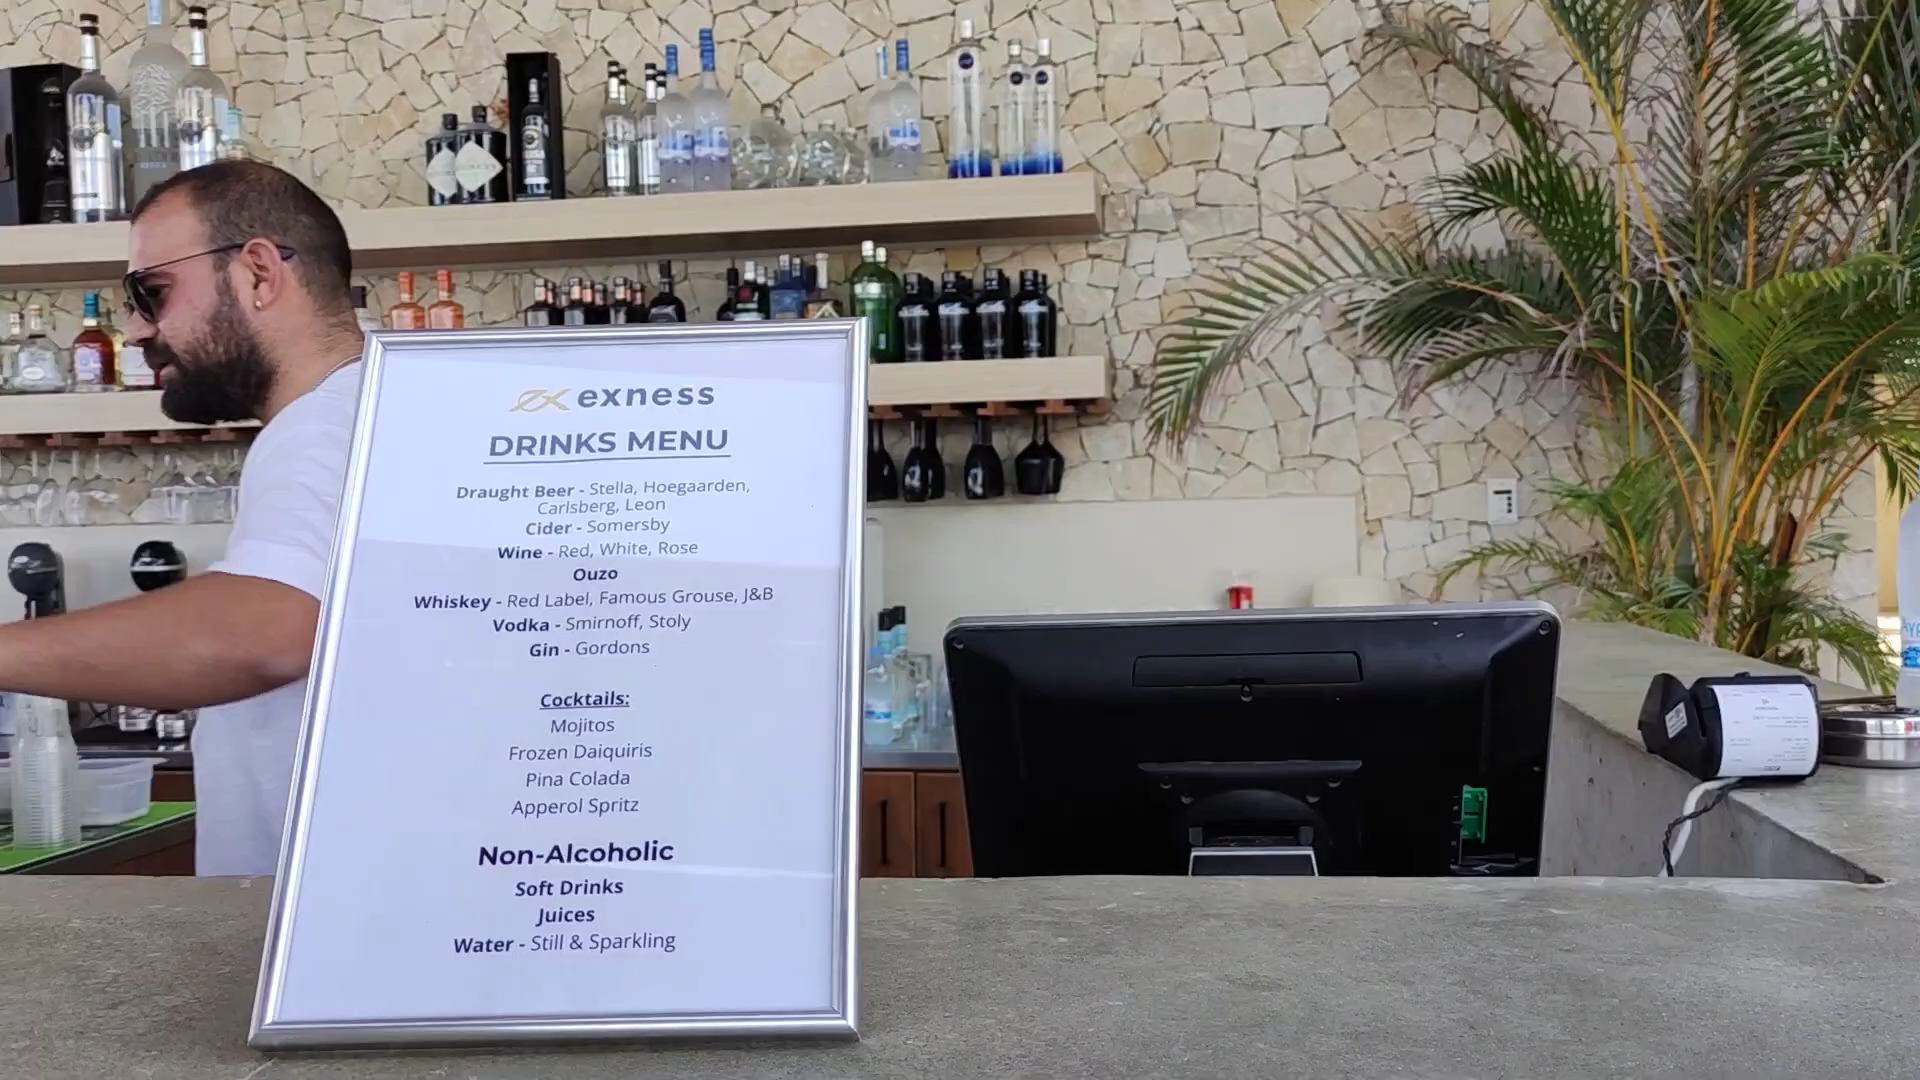 exness
DRINKS MENU
Draught Beer - Stella, Hoegaarden,
Carlsberg, Leon
Cider - Somersby
Wine - Red, White, Rose
Ouzo
Whiskey - Red Label, Famous Grouse, J&B
Vodka - Smirnoff, Stoly
Gin - Gordons
Cocktails:
Mojitos
Frozen Daiquiris
Pina Colada
Apperol Spritz
Non-Alcoholic
Soft Drinks
Juices
Water - Still & Sparkling